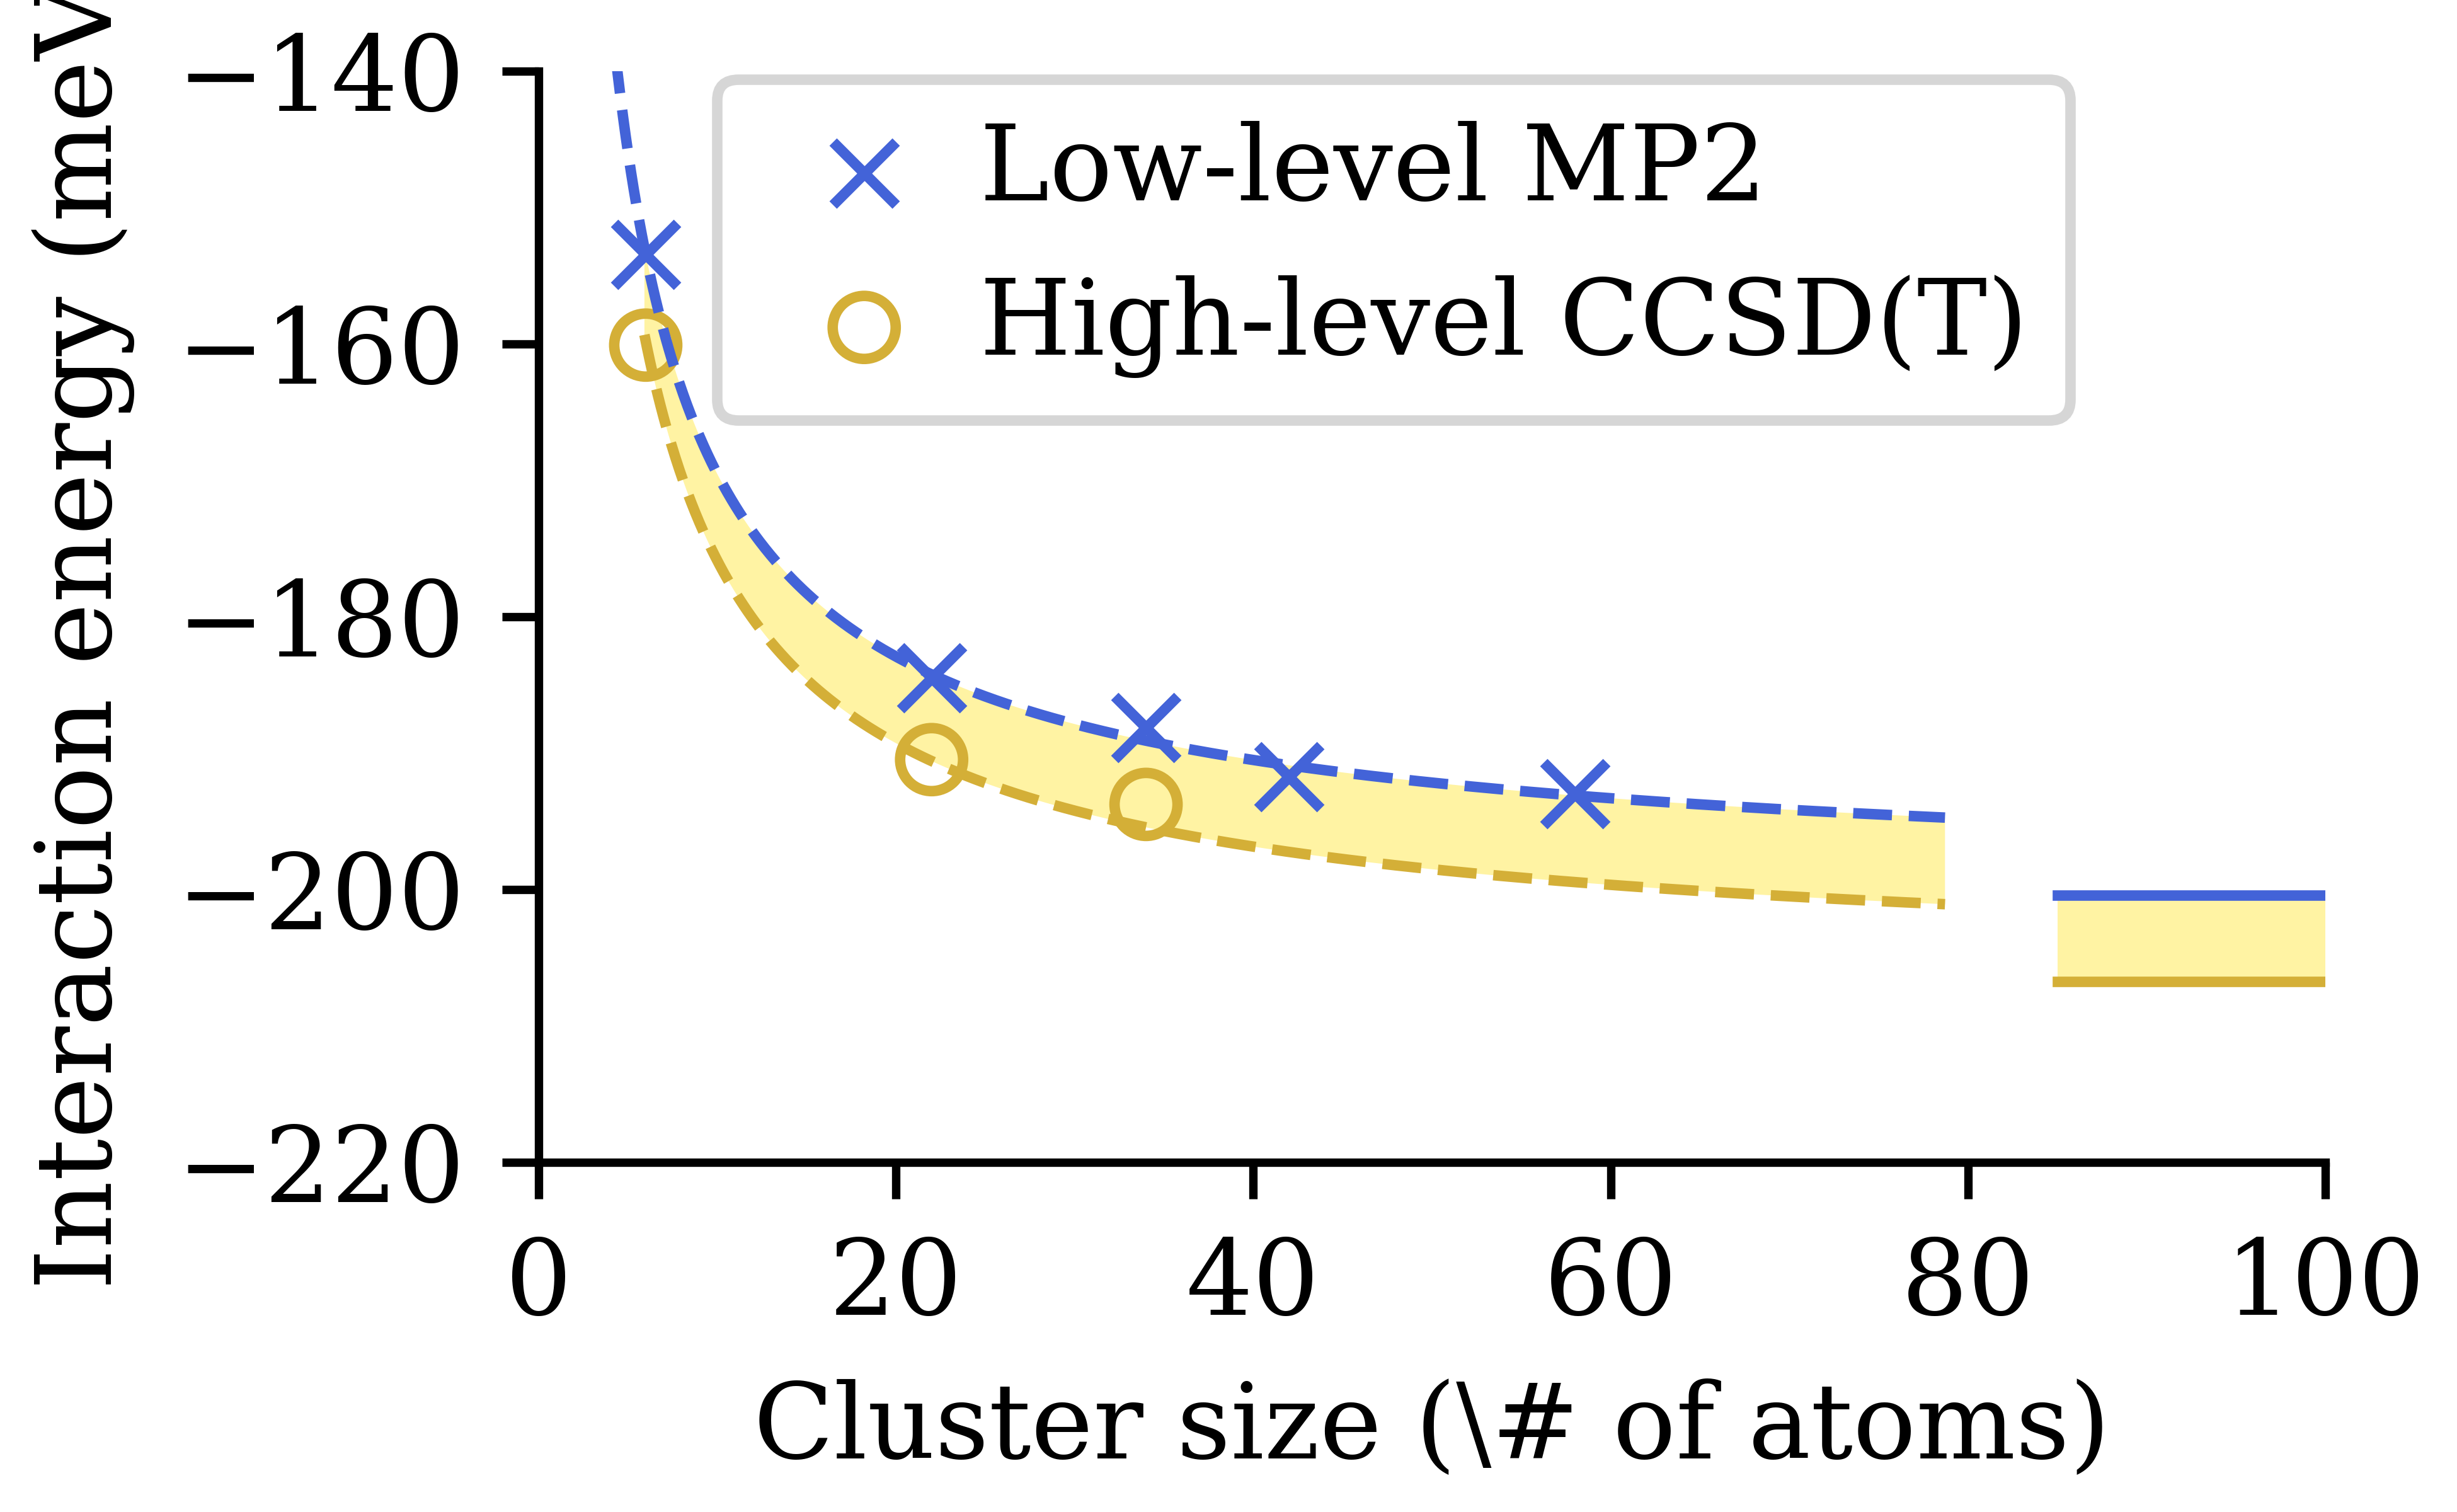 Interaction energy (meV
−140
−160
−180
−200
−220
Low-level MP2
High-level CCSD(T)
0 20 40 60 80 100
Cluster size (\# of atoms)